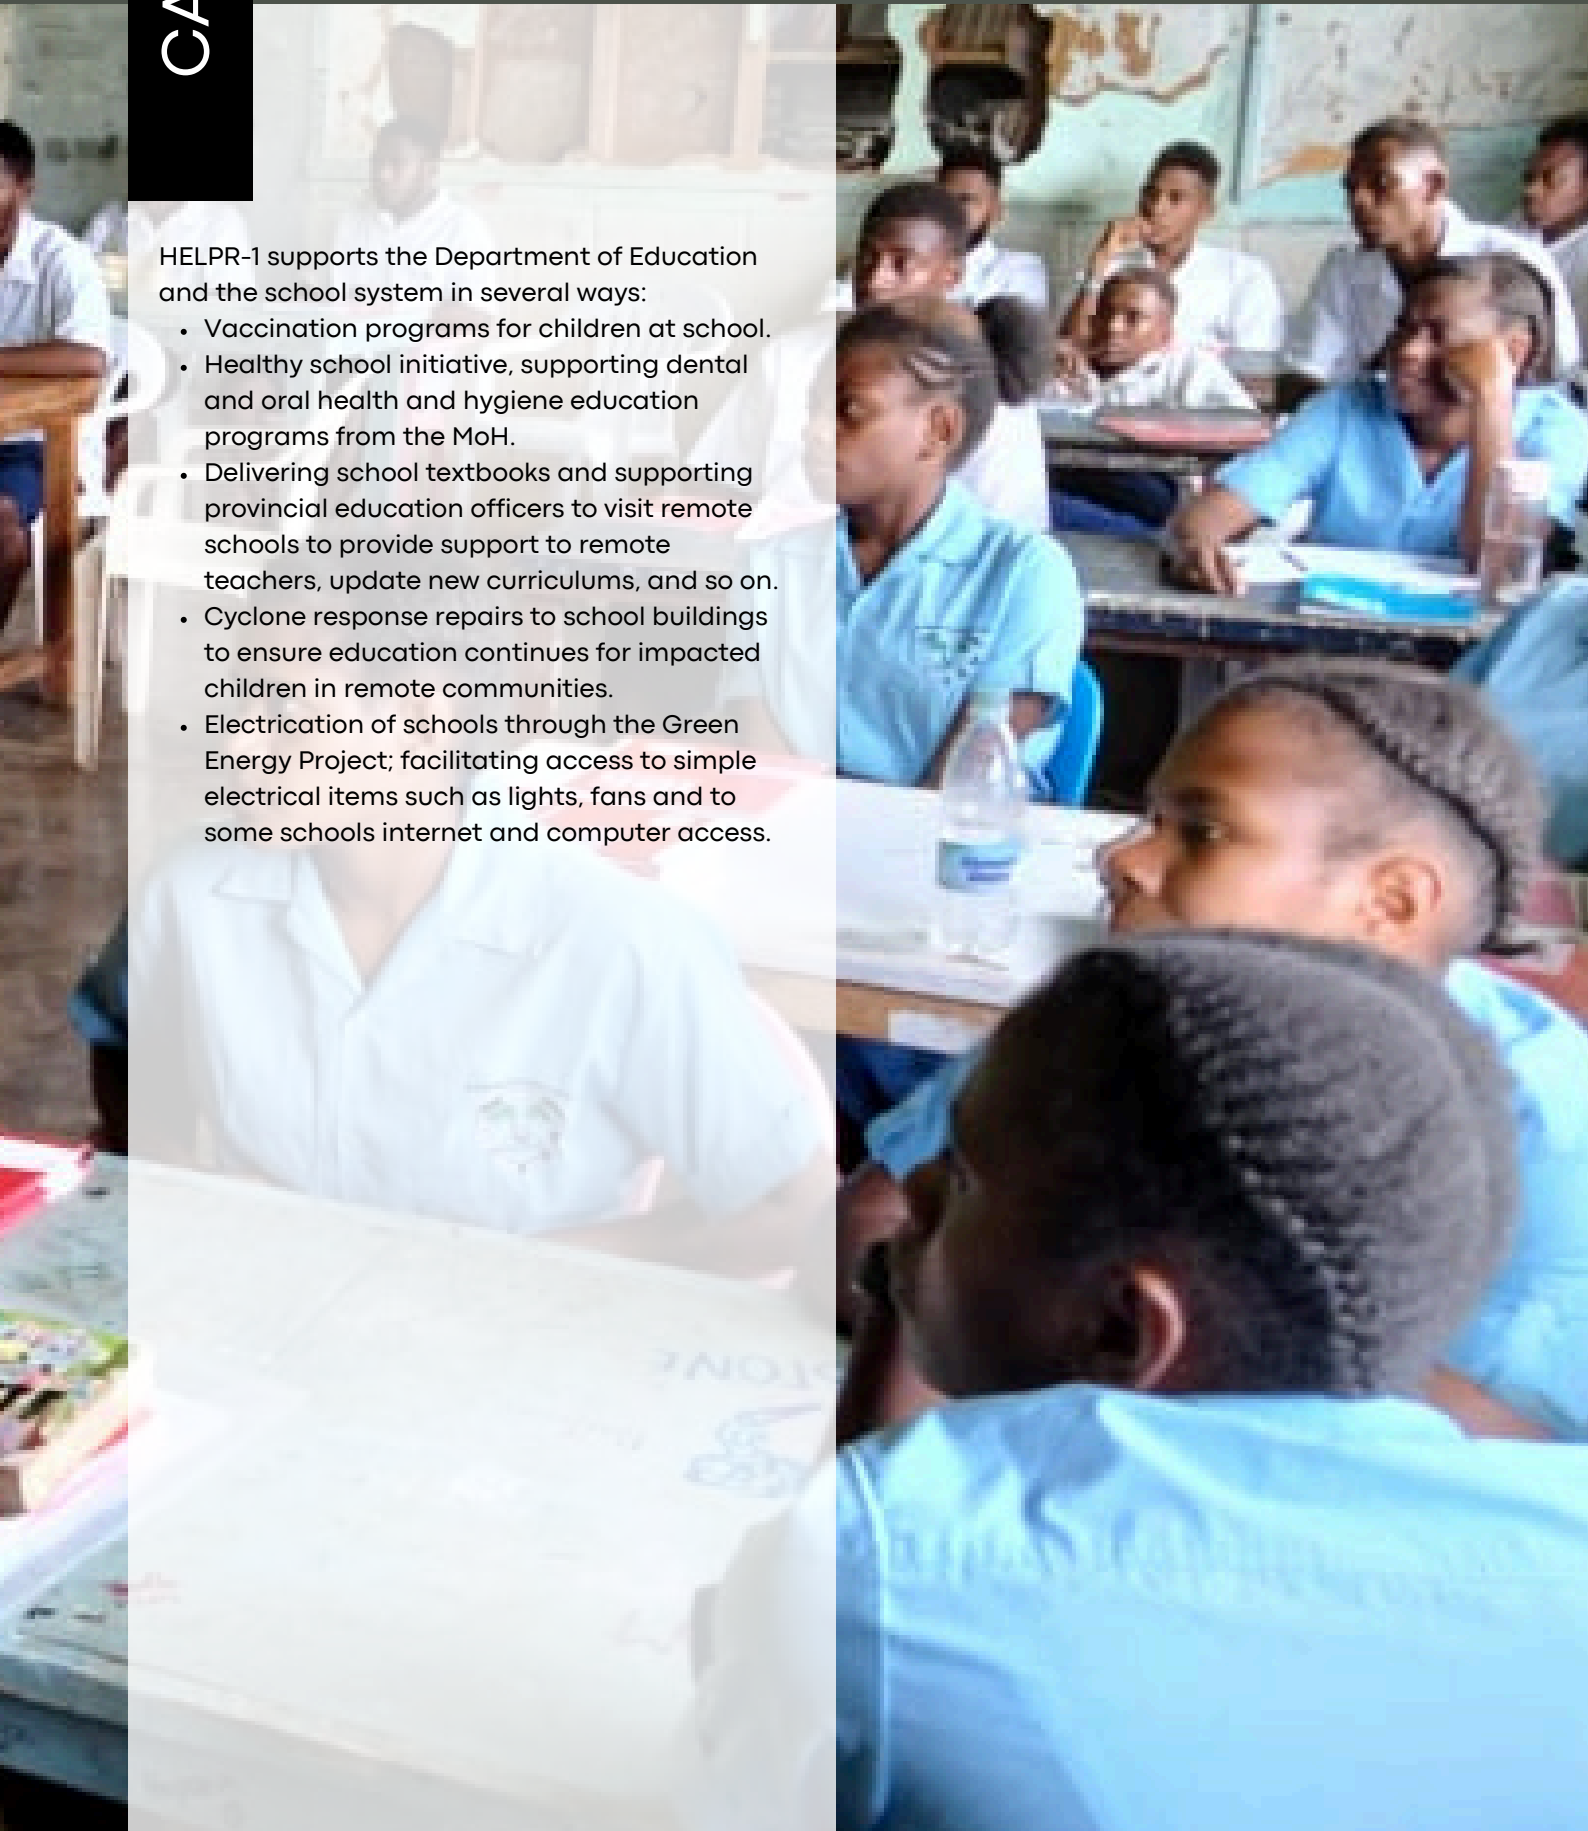 CA
HELPR-1 supports the Department of Education
and the school system in several ways:
• Vaccination programs for children at school.
• Healthy school initiative, supporting dental
and oral health and hygiene education
programs from the MoH.
• Delivering school textbooks and supporting
provincial education officers to visit remote
schools to provide support to remote
teachers, update new curriculums, and so on.
• Cyclone response repairs to school buildings
to ensure education continues for impacted
children in remote communities.
• Electrication of schools through the Green
Energy Project; facilitating access to simple
electrical items such as lights, fans and to
some schools internet and computer access.